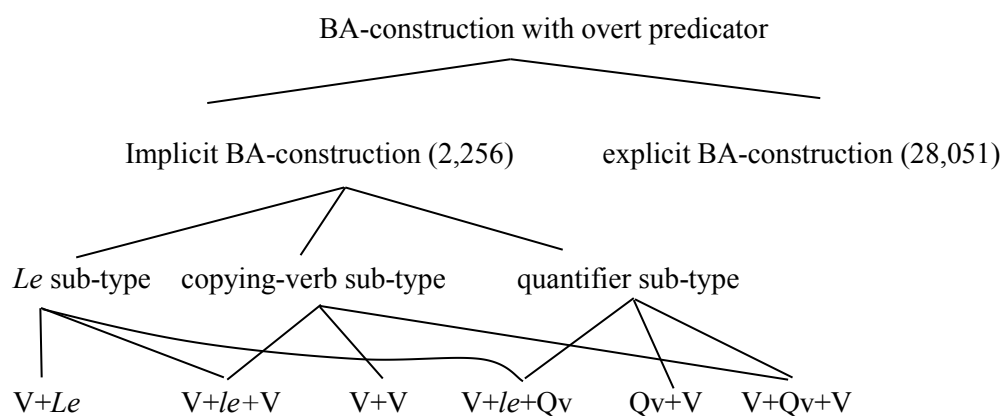 BA-construction with overt predicator
Implicit BA-construction (2,256) explicit BA-construction (28,051)
Le sub-type copying-verb sub-type quantifier sub-type
V+Le V+le+V V+V V+le+Qv Qv+V V+Qv+V